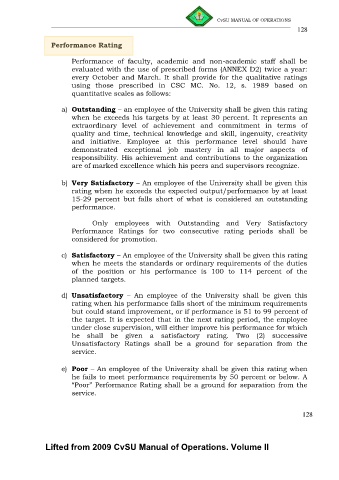 CvSU MANUAL OF OPERATIONS
128
Performance Rating
Performance of faculty, academic and non-academic staff shall be
evaluated with the use of prescribed forms (ANNEX D2) twice a year:
every October and March. It shall provide for the qualitative ratings
using those prescribed in CSC MC. No. 12, s. 1989 based on
quantitative scales as follows:
a) Outstanding – an employee of the University shall be given this rating
when he exceeds his targets by at least 30 percent. It represents an
extraordinary level of achievement and commitment in terms of
quality and time, technical knowledge and skill, ingenuity, creativity
and initiative. Employee at this performance level should have
demonstrated exceptional job mastery in all major aspects of
responsibility. His achievement and contributions to the organization
are of marked excellence which his peers and supervisors recognize.
b) Very Satisfactory – An employee of the University shall be given this
rating when he exceeds the expected output/performance by at least
15-29 percent but falls short of what is considered an outstanding
performance.
Only employees with Outstanding and Very Satisfactory
Performance Ratings for two consecutive rating periods shall be
considered for promotion.
c) Satisfactory – An employee of the University shall be given this rating
when he meets the standards or ordinary requirements of the duties
of the position or his performance is 100 to 114 percent of the
planned targets.
d) Unsatisfactory – An employee of the University shall be given this
rating when his performance falls short of the minimum requirements
but could stand improvement, or if performance is 51 to 99 percent of
the target. It is expected that in the next rating period, the employee
under close supervision, will either improve his performance for which
he shall be given a satisfactory rating. Two (2) successive
Unsatisfactory Ratings shall be a ground for separation from the
service.
e) Poor – An employee of the University shall be given this rating when
he fails to meet performance requirements by 50 percent or below. A
“Poor” Performance Rating shall be a ground for separation from the
service.
128
Lifted from 2009 CvSU Manual of Operations. Volume II